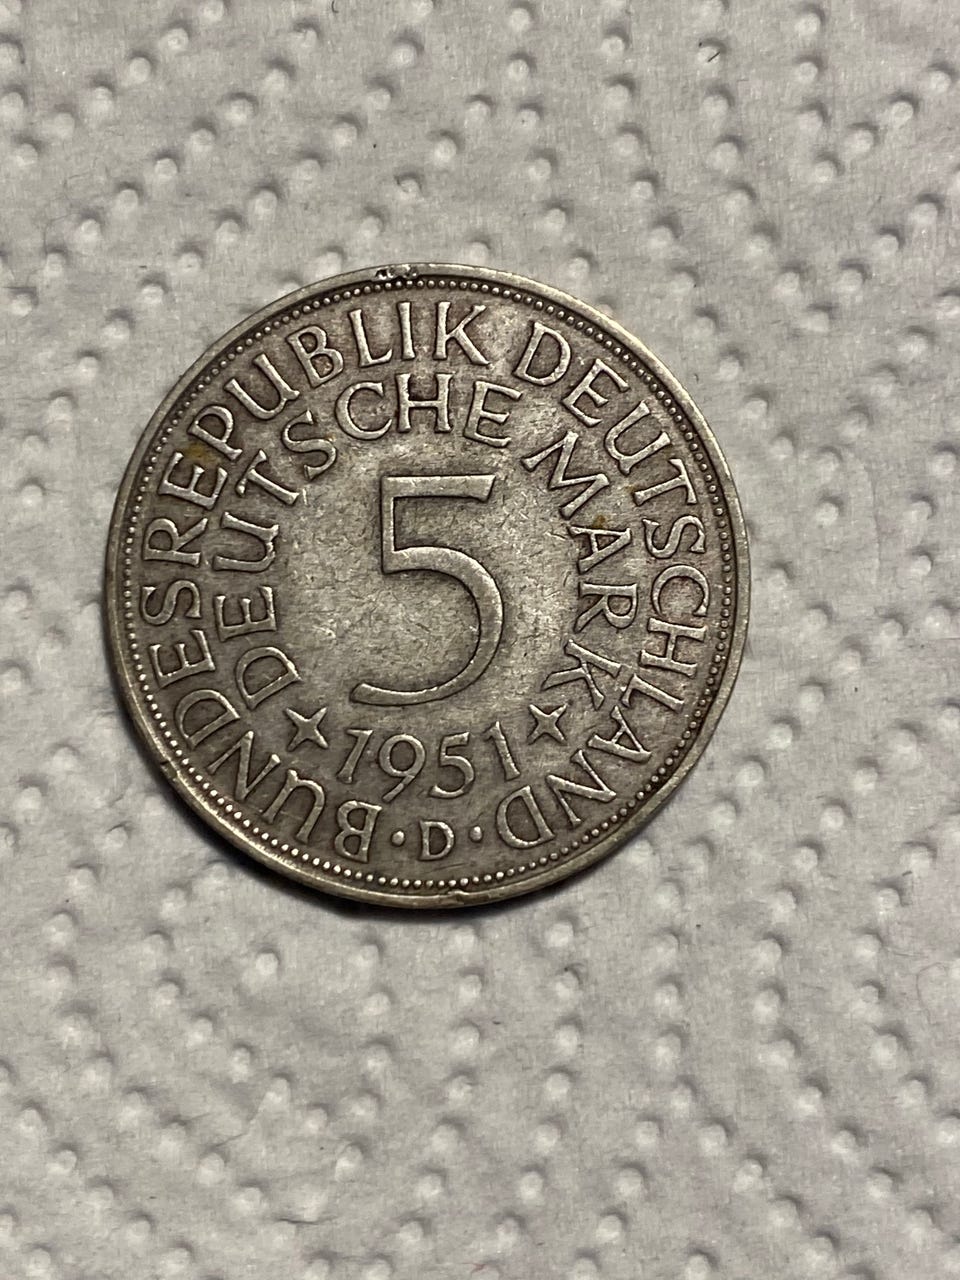 BUNDESREPUBLIK DEUTSCHLAND
DEUTSCHE MARK
5
1951
· D ·